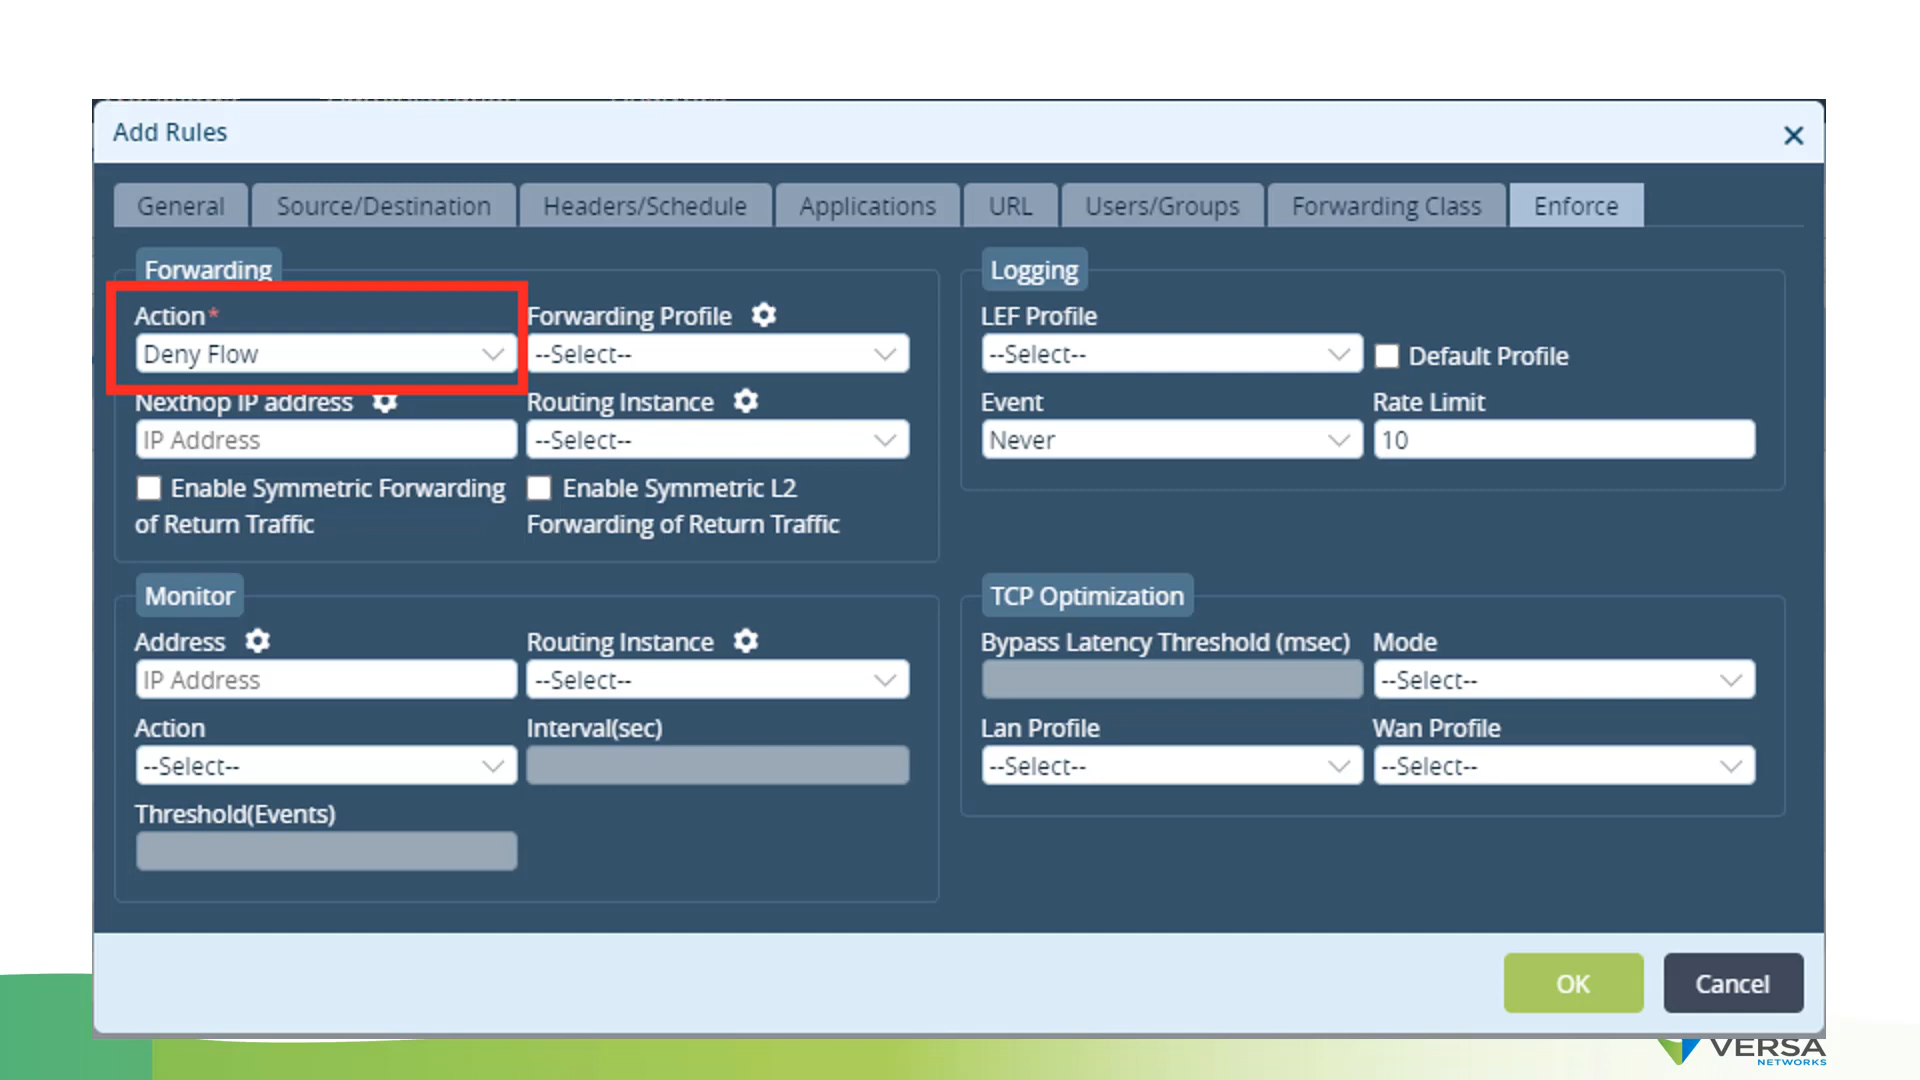 Add Rules
General
Source/Destination
Headers/Schedule
Applications
URL
Users/Groups
Forwarding Class
Enforce
Forwarding
Action*
Deny Flow
Forwarding Profile
--Select--
Nexthop IP address
IP Address
Routing Instance
--Select--
Enable Symmetric Forwarding
of Return Traffic
Enable Symmetric L2
Forwarding of Return Traffic
Logging
LEF Profile
--Select--
Default Profile
Event
Never
Rate Limit
10
Monitor
Address
IP Address
Routing Instance
--Select--
Action
--Select--
Interval(sec)
Threshold(Events)
TCP Optimization
Bypass Latency Threshold (msec)
Mode
--Select--
Lan Profile
--Select--
Wan Profile
--Select--
OK
Cancel
VERSA
NETWORKS